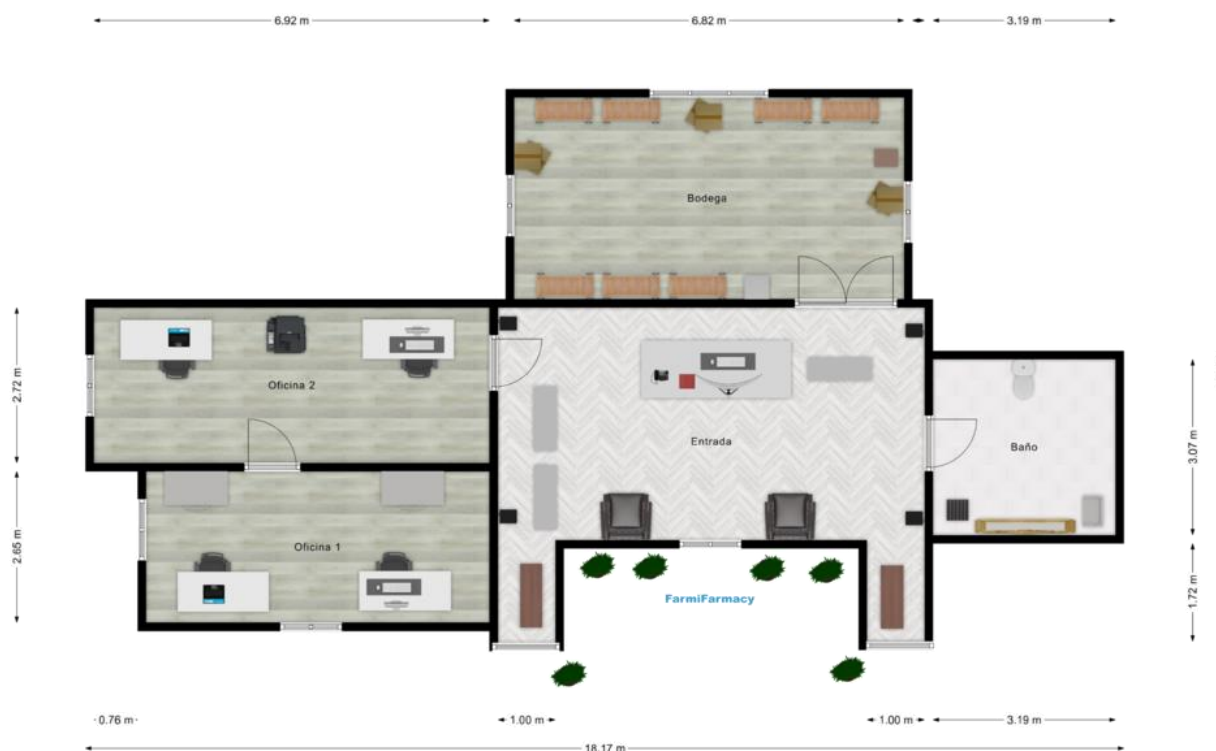 6.92 m
6.82 m
3.19 m
Bodega
2.72 m
Oficina 2
Entrada
Baño
3.07 m
2.65 m
Oficina 1
1.72 m
FarmiFarmacy
0.76 m
1.00 m
1.00 m
3.19 m
18.17 m